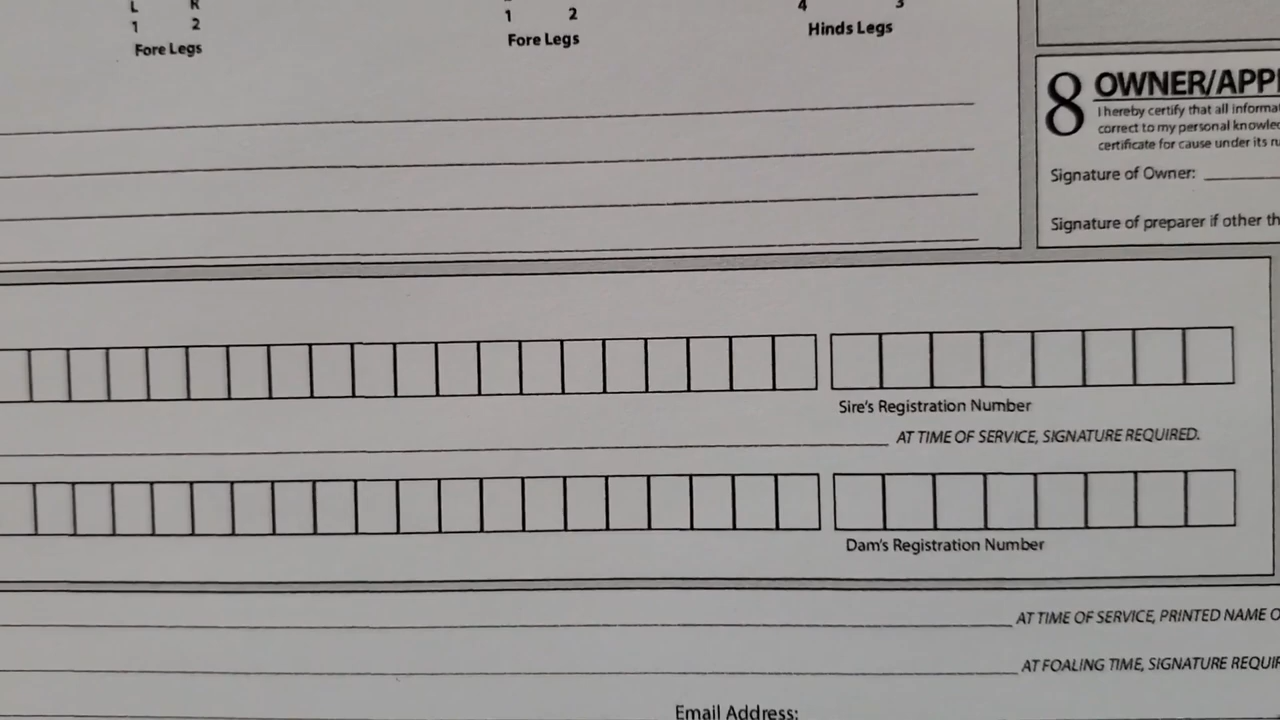 L R
1 2
Fore Legs
1 2
Fore Legs
4 3
Hinds Legs
8 OWNER/APPL
I hereby certify that all informa
correct to my personal knowled
certificate for cause under its ru
Signature of Owner:
Signature of preparer if other th
Sire's Registration Number
AT TIME OF SERVICE, SIGNATURE REQUIRED.
Dam's Registration Number
AT TIME OF SERVICE, PRINTED NAME O
AT FOALING TIME, SIGNATURE REQUIR
Email Address: